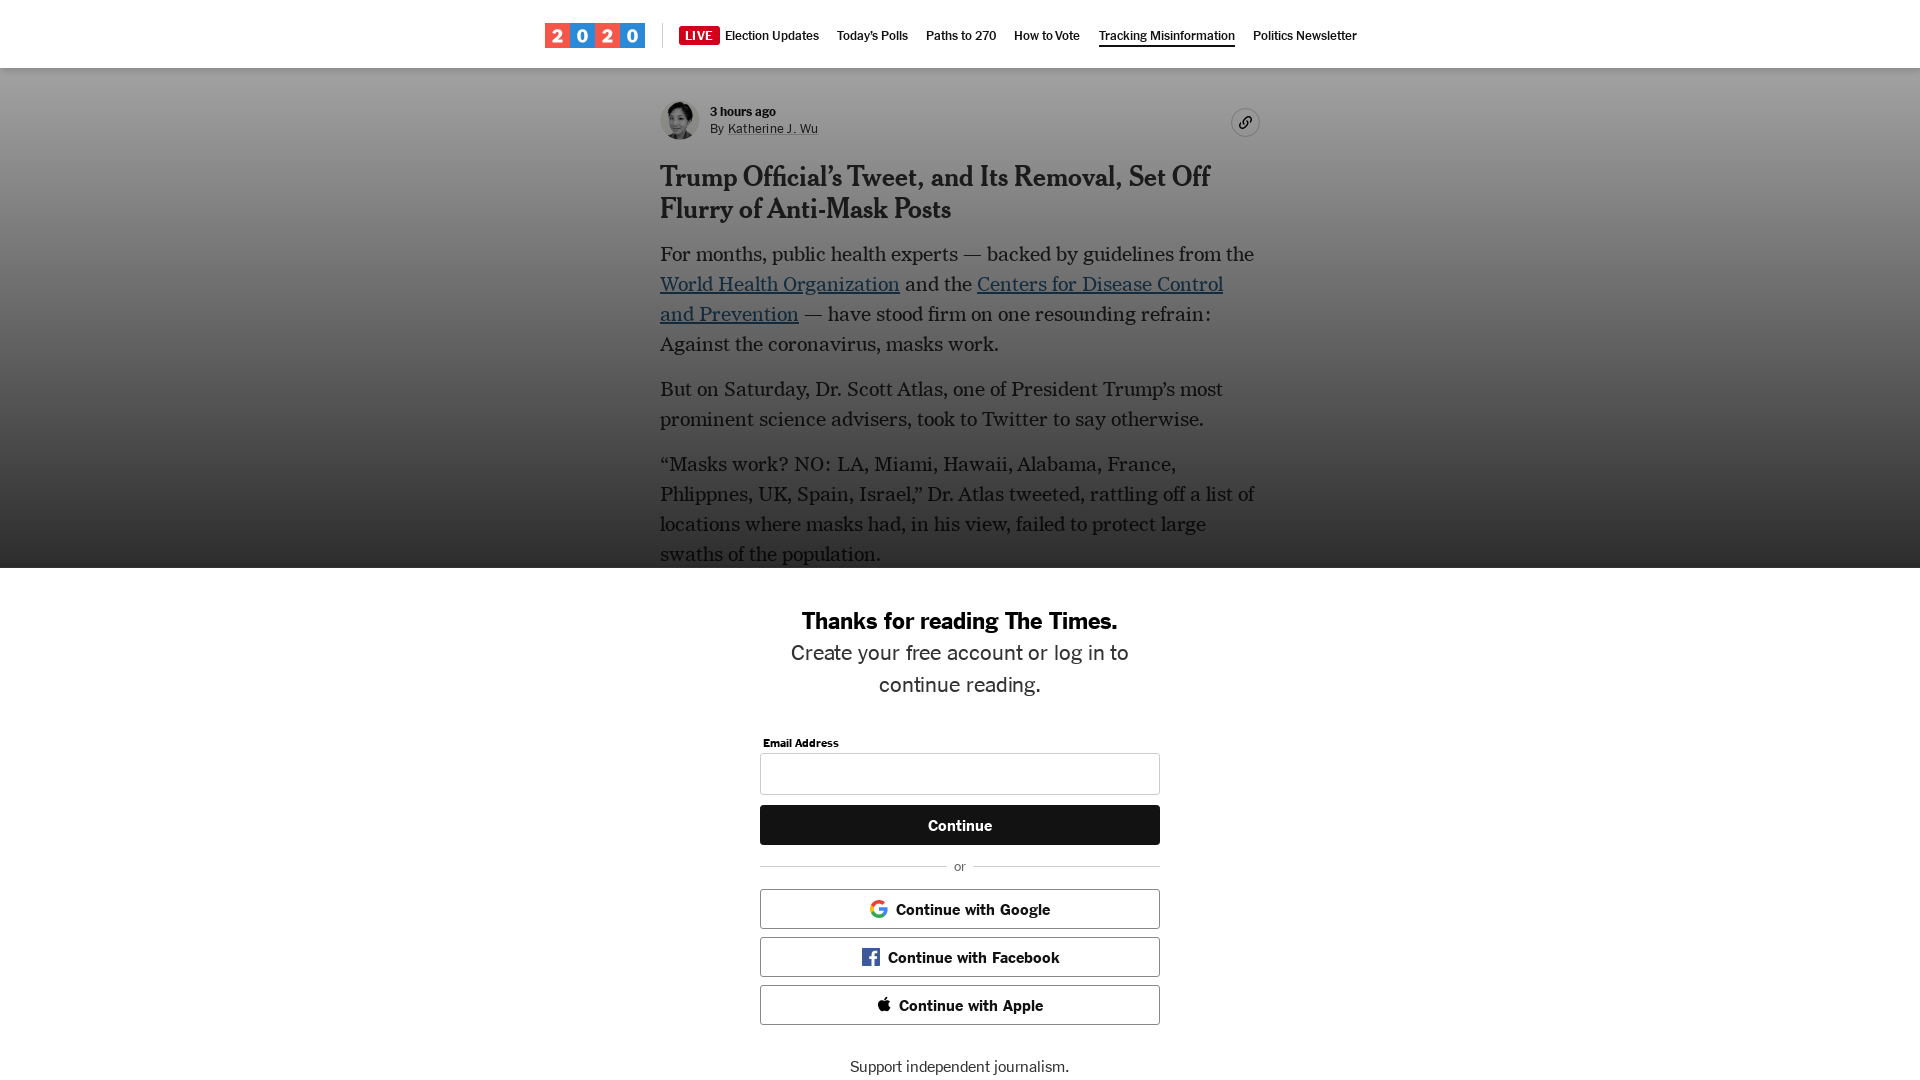 2020
LIVE Election Updates Today's Polls Paths to 270 How to Vote Tracking Misinformation Politics Newsletter
3 hours ago
By Katherine J. Wu
Trump Official’s Tweet, and Its Removal, Set Off
Flurry of Anti-Mask Posts
For months, public health experts — backed by guidelines from the
World Health Organization and the Centers for Disease Control
and Prevention — have stood firm on one resounding refrain:
Against the coronavirus, masks work.
But on Saturday, Dr. Scott Atlas, one of President Trump’s most
prominent science advisers, took to Twitter to say otherwise.
“Masks work? NO: LA, Miami, Hawaii, Alabama, France,
Phlippnes, UK, Spain, Israel,” Dr. Atlas tweeted, rattling off a list of
locations where masks had, in his view, failed to protect large
swaths of the population.
Thanks for reading The Times.
Create your free account or log in to
continue reading.
Email Address
Continue
or
Continue with Google
Continue with Facebook
Continue with Apple
Support independent journalism.